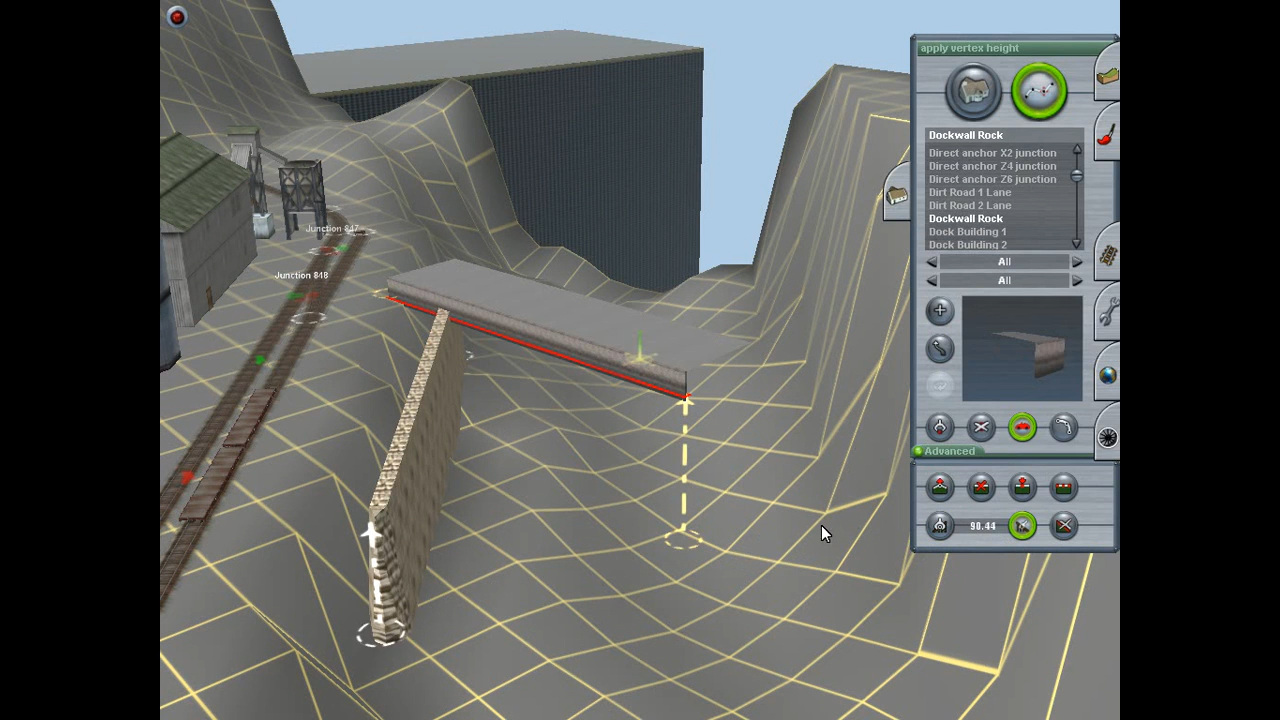 apply vertex height
Dockwall Rock
Direct anchor X2 junction
Direct anchor Z4 junction
Direct anchor Z6 junction
Dirt Road 1 Lane
Dirt Road 2 Lane
Dockwall Rock
Dock Building 1
Dock Building 2
All
All
Junction 847
Junction 848
Advanced
90.44